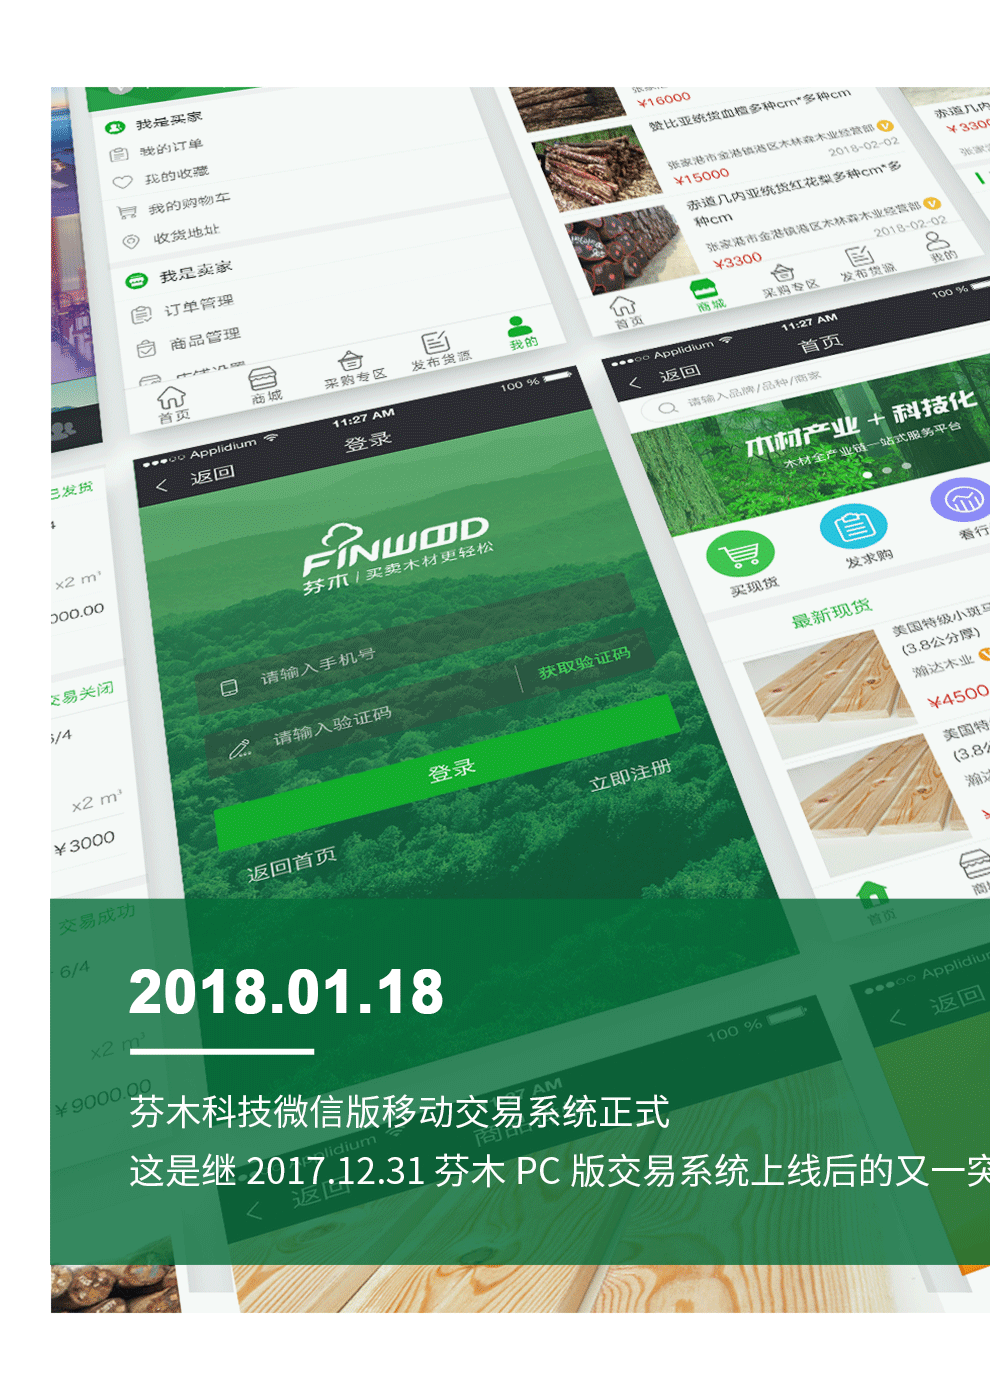 我是买家
我的订单
我的收藏
我的购物车
收货地址
我是卖家
订单管理
商品管理
店铺设置
首页
商城
采购专区
发布货源
我的
¥16000
赞比亚统货血檀多种cm*多种cm
张家港市金港镇港区木林森木业经营部
¥15000
2018-02-02
赤道几内亚统货红花梨多种cm*多
种cm
张家港市金港镇港区木林森木业经营部
¥3300
2018-02-02
首页
商城
采购专区
发布货源
我的
赤道几内
¥3300
已发货
x2 m³
000.00
交易关闭
6/4
x2 m³
¥3000
交易成功
6/4
x2 m³
¥9000.00
Applidium
11:27 AM
100 %
返回
登录
FINWOOD
芬木 | 买卖木材更轻松
请输入手机号
请输入验证码
获取验证码
登录
立即注册
返回首页
Applidium
11:27 AM
100 %
返回
首页
请输入品牌/品种/商家
木材产业 + 科技化
木材全产业链一站式服务平台
买现货
发求购
看行
最新现货
美国特级小斑马
(3.8公分厚)
瀚达木业
¥4500
美国特
(3.8公
瀚
首页
商
2018.01.18
芬木科技微信版移动交易系统正式
这是继 2017.12.31 芬木 PC 版交易系统上线后的又一突
Applidium
AM
100 %
返回
商品
Applidium
返回